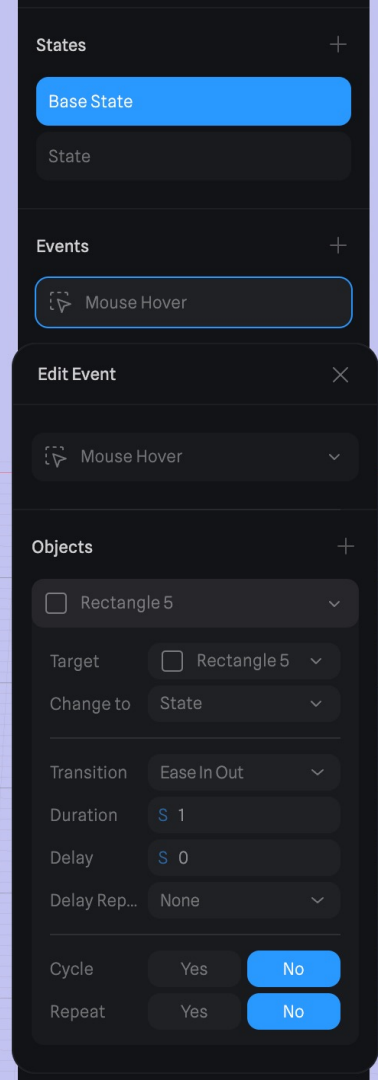 States
Base State
State
Events
Mouse Hover
Edit Event
Mouse Hover
Objects
Rectangle 5
Target Rectangle 5
Change to State
Transition Ease In Out
Duration S 1
Delay S 0
Delay Rep... None
Cycle Yes No
Repeat Yes No